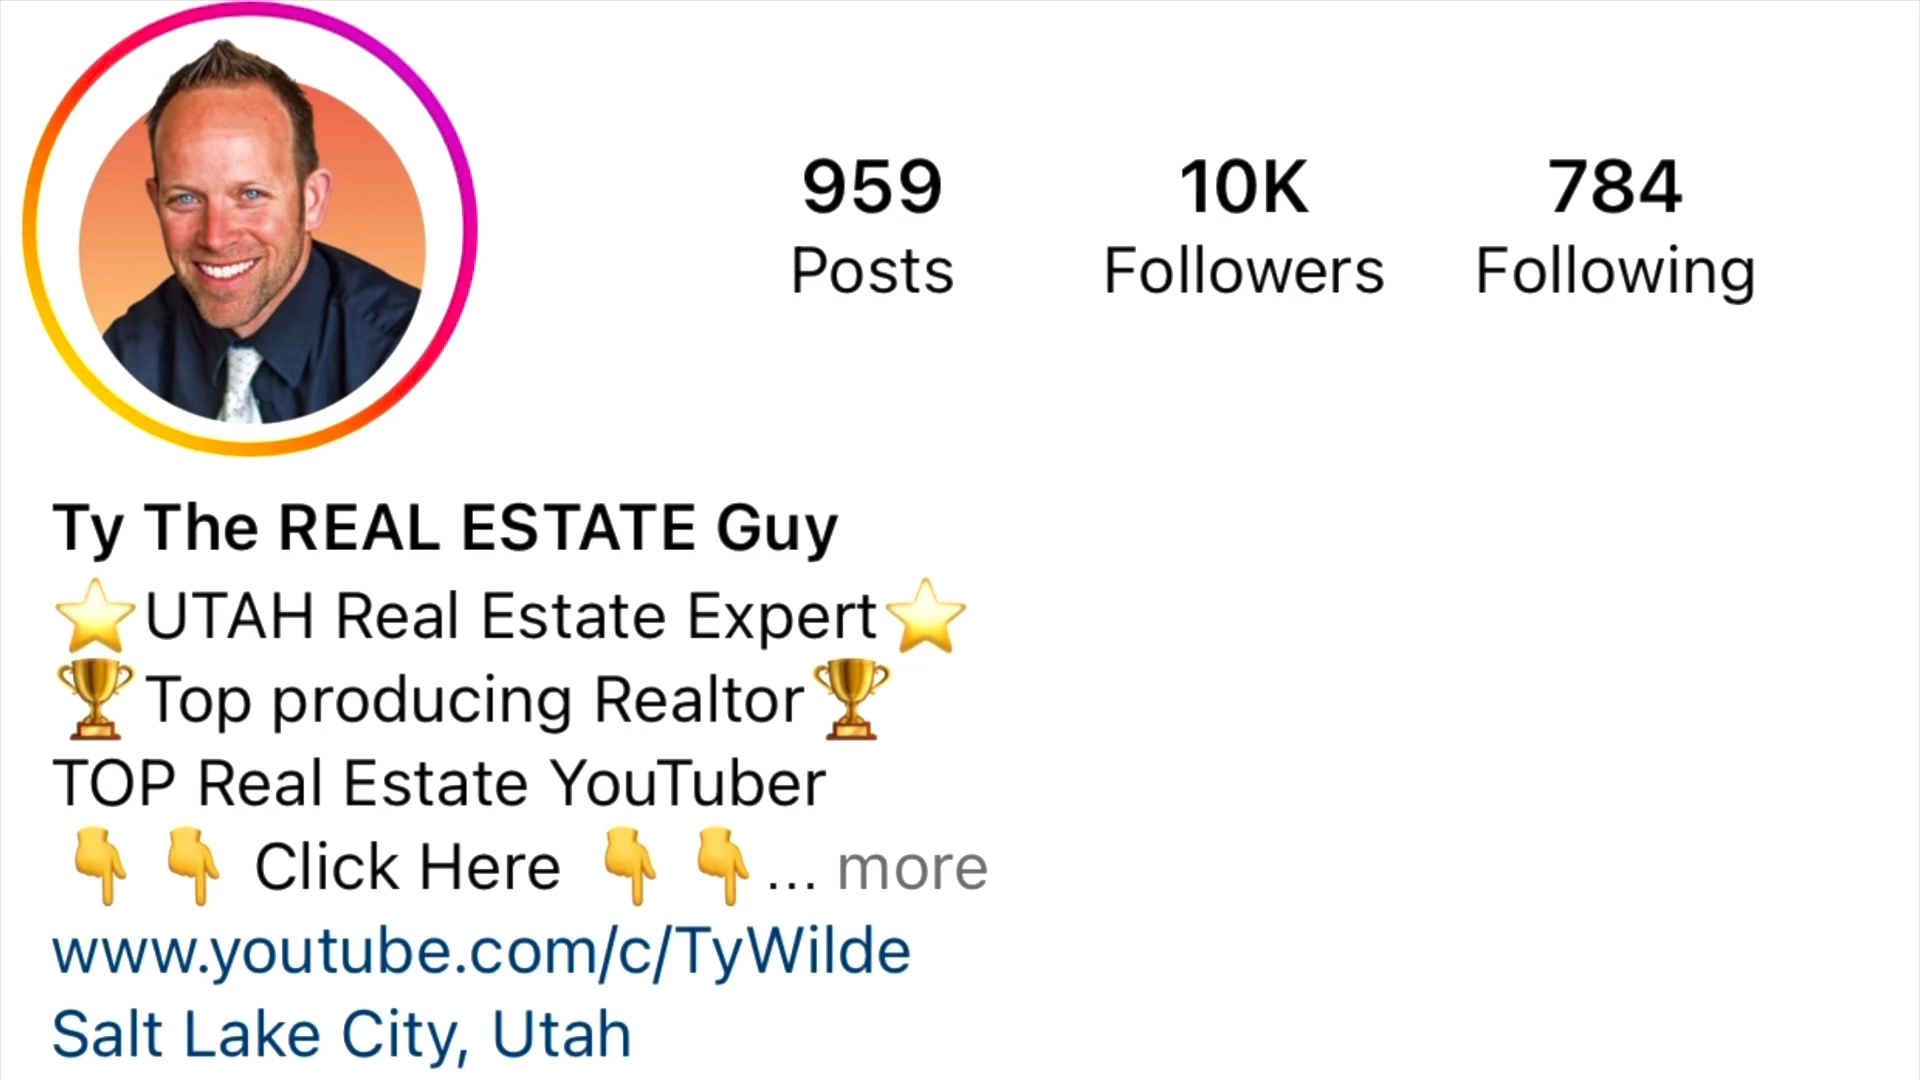 959 10K 784
Posts Followers Following
Ty The REAL ESTATE Guy
⭐UTAH Real Estate Expert⭐
🏆Top producing Realtor🏆
TOP Real Estate YouTuber
👇👇 Click Here 👇👇... more
www.youtube.com/c/TyWilde
Salt Lake City, Utah